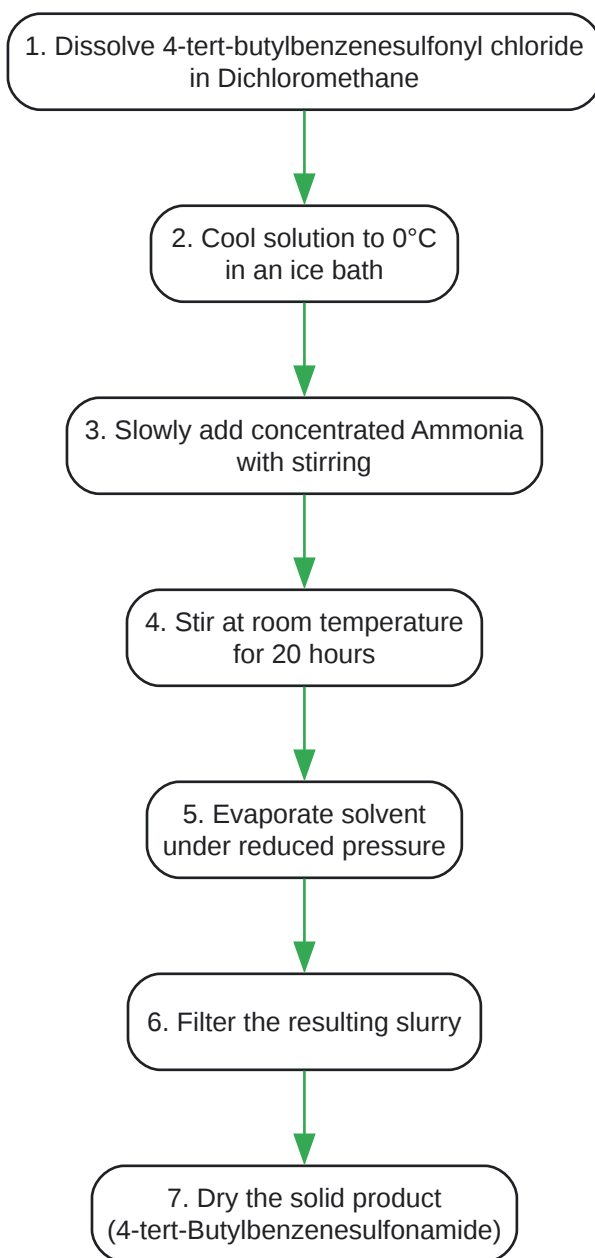 1. Dissolve 4-tert-butylbenzenesulfonyl chloride
in Dichloromethane
2. Cool solution to 0°C
in an ice bath
3. Slowly add concentrated Ammonia
with stirring
4. Stir at room temperature
for 20 hours
5. Evaporate solvent
under reduced pressure
6. Filter the resulting slurry
7. Dry the solid product
(4-tert-Butylbenzenesulfonamide)